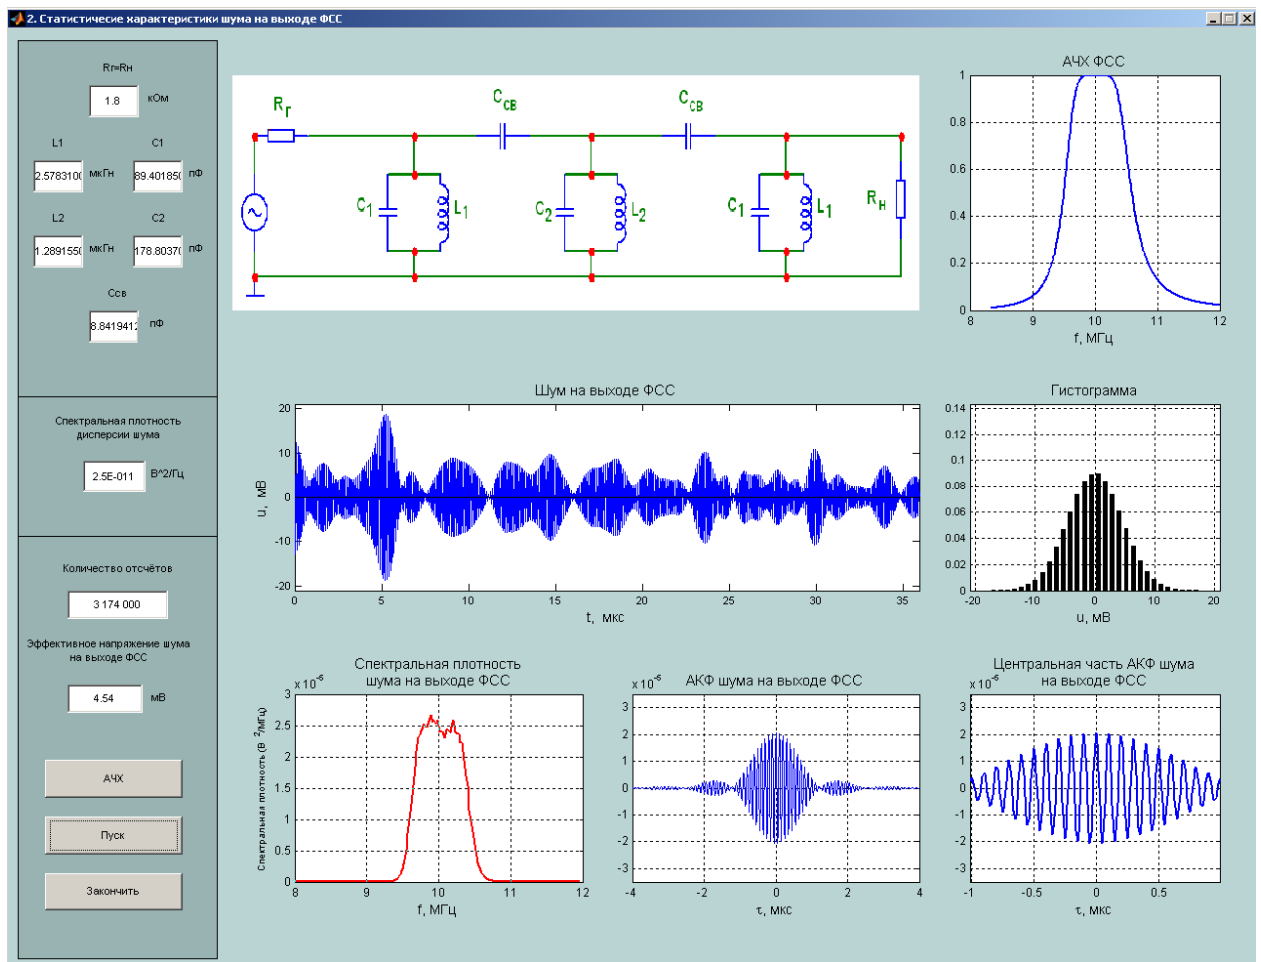 2. Статистичесие характеристики шума на выходе ФСС
Rг=Rн
1.8 кОм
L1 C1
2.5783100 мкГн 89.401850 пФ
L2 C2
1.2891550 мкГн 178.80370 пФ
Ссв
8.8419412 пФ
Спектральная плотность
дисперсии шума
2.5E-011 В^2/Гц
Количество отсчётов
3 174 000
Эффективное напряжение шума
на выходе ФСС
4.54 мВ
АЧХ
Пуск
Закончить
Rг Cсв Cсв
C1 L1 C2 L2 C1 L1 Rн
АЧХ ФСС
1
0.8
0.6
0.4
0.2
0
8 9 10 11 12
f, МГц
Шум на выходе ФСС
20
10
0
-10
-20
u, мВ
0 5 10 15 20 25 30 35
t, мкс
Гистограмма
0.14
0.12
0.1
0.08
0.06
0.04
0.02
0
-20 -10 0 10 20
u, мВ
Спектральная плотность
шума на выходе ФСС
x 10^-5
3
2.5
2
1.5
1
0.5
0
Спектральная плотность (В^2/МГц)
8 9 10 11 12
f, МГц
АКФ шума на выходе ФСС
x 10^-5
3
2
1
0
-1
-2
-3
-4 -2 0 2 4
τ, мкс
Центральная часть АКФ шума
на выходе ФСС
x 10^-5
3
2
1
0
-1
-2
-3
-1 -0.5 0 0.5
τ, мкс